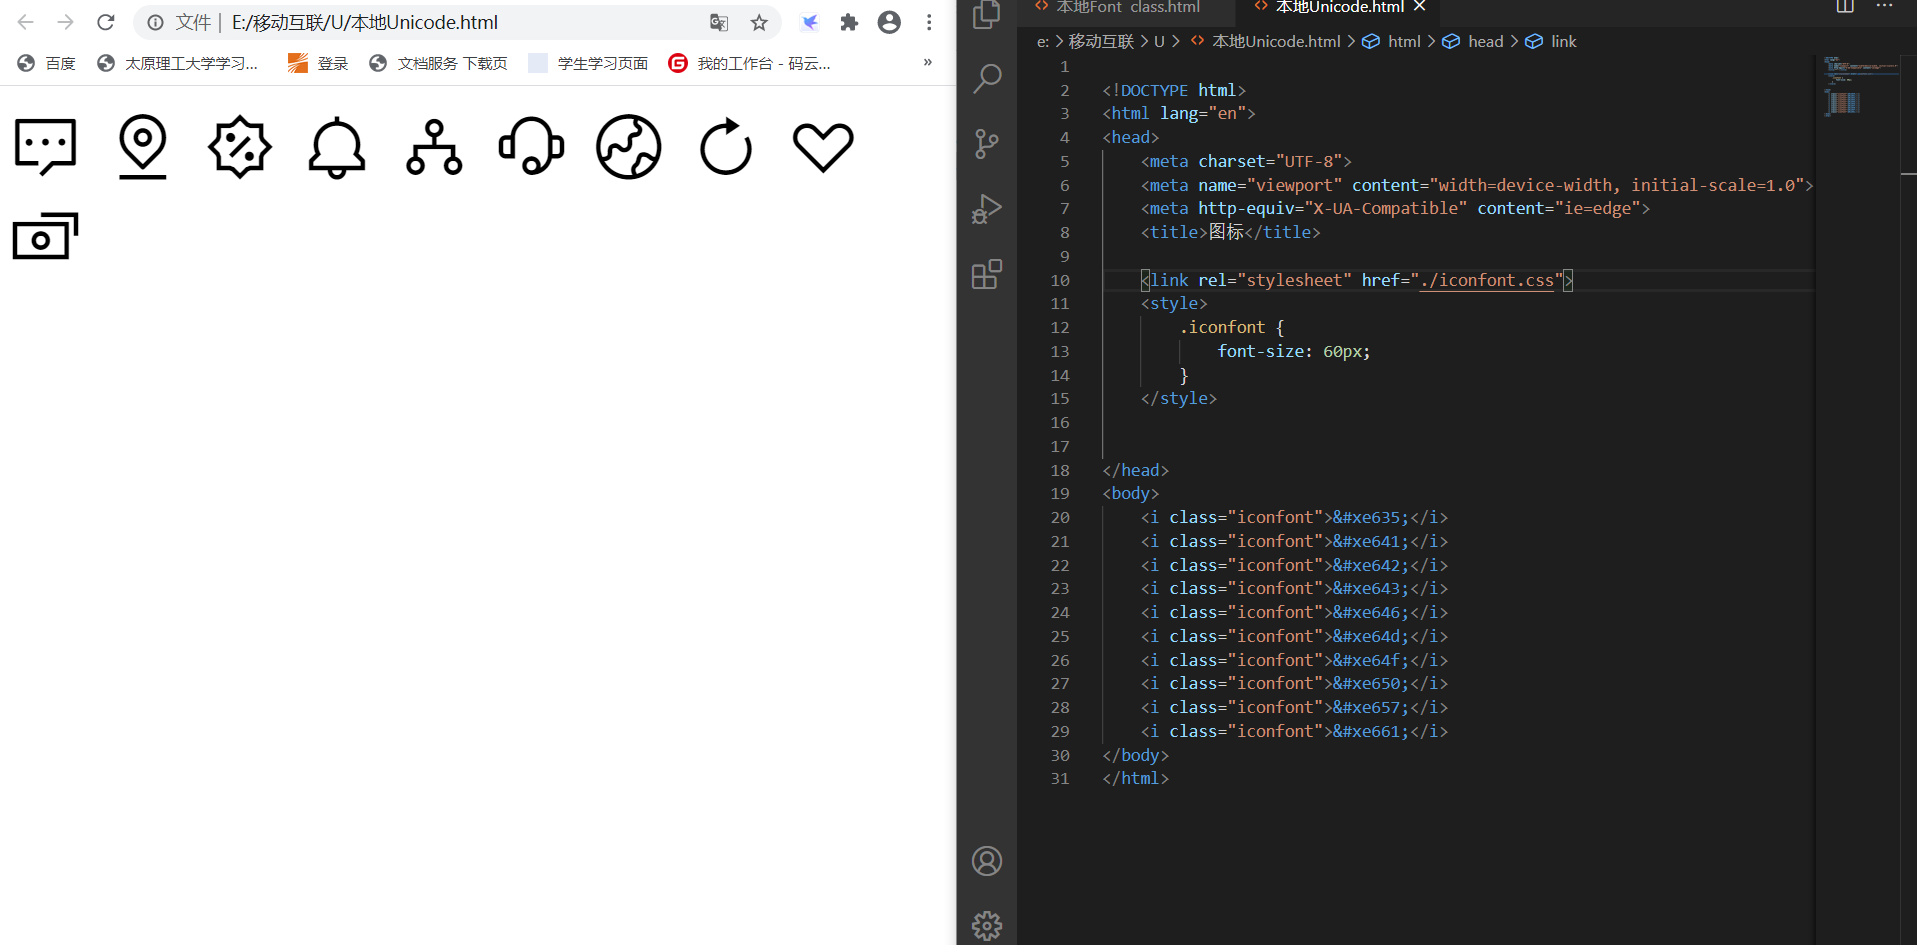 文件 | E:/移动互联/U/本地Unicode.html
百度 太原理工大学学习... 登录 文档服务 下载页 学生学习页面 我的工作台 - 码云... »
本地Font class.html 本地Unicode.html
e: > 移动互联 > U > 本地Unicode.html > html > head > link
1
2 <!DOCTYPE html>
3 <html lang="en">
4 <head>
5 <meta charset="UTF-8">
6 <meta name="viewport" content="width=device-width, initial-scale=1.0">
7 <meta http-equiv="X-UA-Compatible" content="ie=edge">
8 <title>图标</title>
9
10 <link rel="stylesheet" href="./iconfont.css">
11 <style>
12 .iconfont {
13 font-size: 60px;
14 }
15 </style>
16
17
18 </head>
19 <body>
20 <i class="iconfont">&#xe635;</i>
21 <i class="iconfont">&#xe641;</i>
22 <i class="iconfont">&#xe642;</i>
23 <i class="iconfont">&#xe643;</i>
24 <i class="iconfont">&#xe646;</i>
25 <i class="iconfont">&#xe64d;</i>
26 <i class="iconfont">&#xe64f;</i>
27 <i class="iconfont">&#xe650;</i>
28 <i class="iconfont">&#xe657;</i>
29 <i class="iconfont">&#xe661;</i>
30 </body>
31 </html>